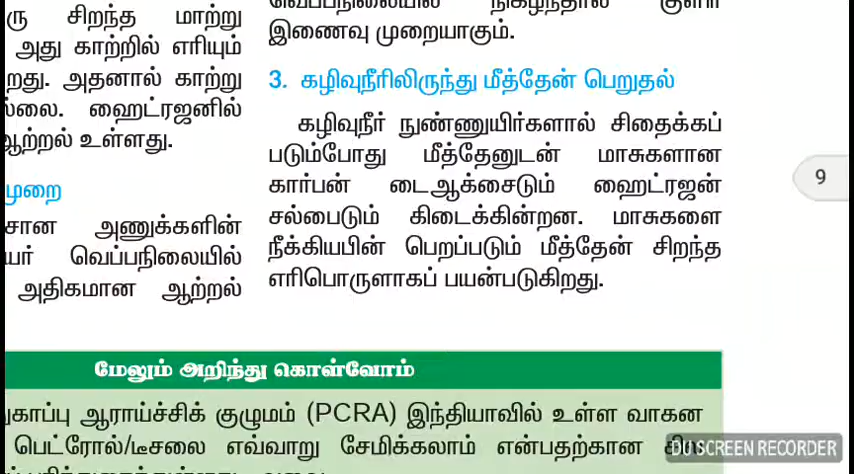 ரு சிறந்த மாற்று
அது காற்றில் எரியும்
அதனால் காற்று
ஹைட்ரஜனில்
ஆற்றல் உள்ளது.
முறை
அணுக்களின்
வெப்பநிலையில்
அதிகமான ஆற்றல்
வெப்பநிலையில் நிகழ்ந்தால் குளிர்
இணைவு முறையாகும்.
3. கழிவுநீரிலிருந்து மீத்தேன் பெறுதல்
கழிவுநீர் நுண்ணுயிர்களால் சிதைக்கப்
படும்போது மீத்தேனுடன் மாசுகளான
கார்பன் டைஆக்சைடும் ஹைட்ரஜன்
சல்பைடும் கிடைக்கின்றன. மாசுகளை
நீக்கியபின் பெறப்படும் மீத்தேன் சிறந்த
எரிபொருளாகப் பயன்படுகிறது.
9
மேலும் அறிந்து கொள்வோம்
ஆராய்ச்சிக் குழுமம் (PCRA) இந்தியாவில் உள்ள வாகன
பெட்ரோல்/டீசலை எவ்வாறு சேமிக்கலாம் என்பதற்கான
DU SCREEN RECORDER